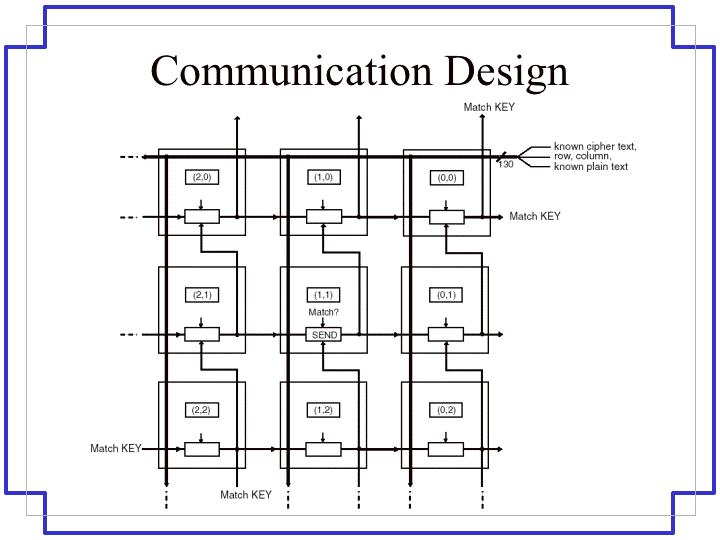 Communication Design
Match KEY
known cipher text,
row, column,
known plain text
130
(2,0)
(1,0)
(0,0)
Match KEY
(2,1)
(1,1)
(0,1)
Match?
SEND
(2,2)
(1,2)
(0,2)
Match KEY
Match KEY